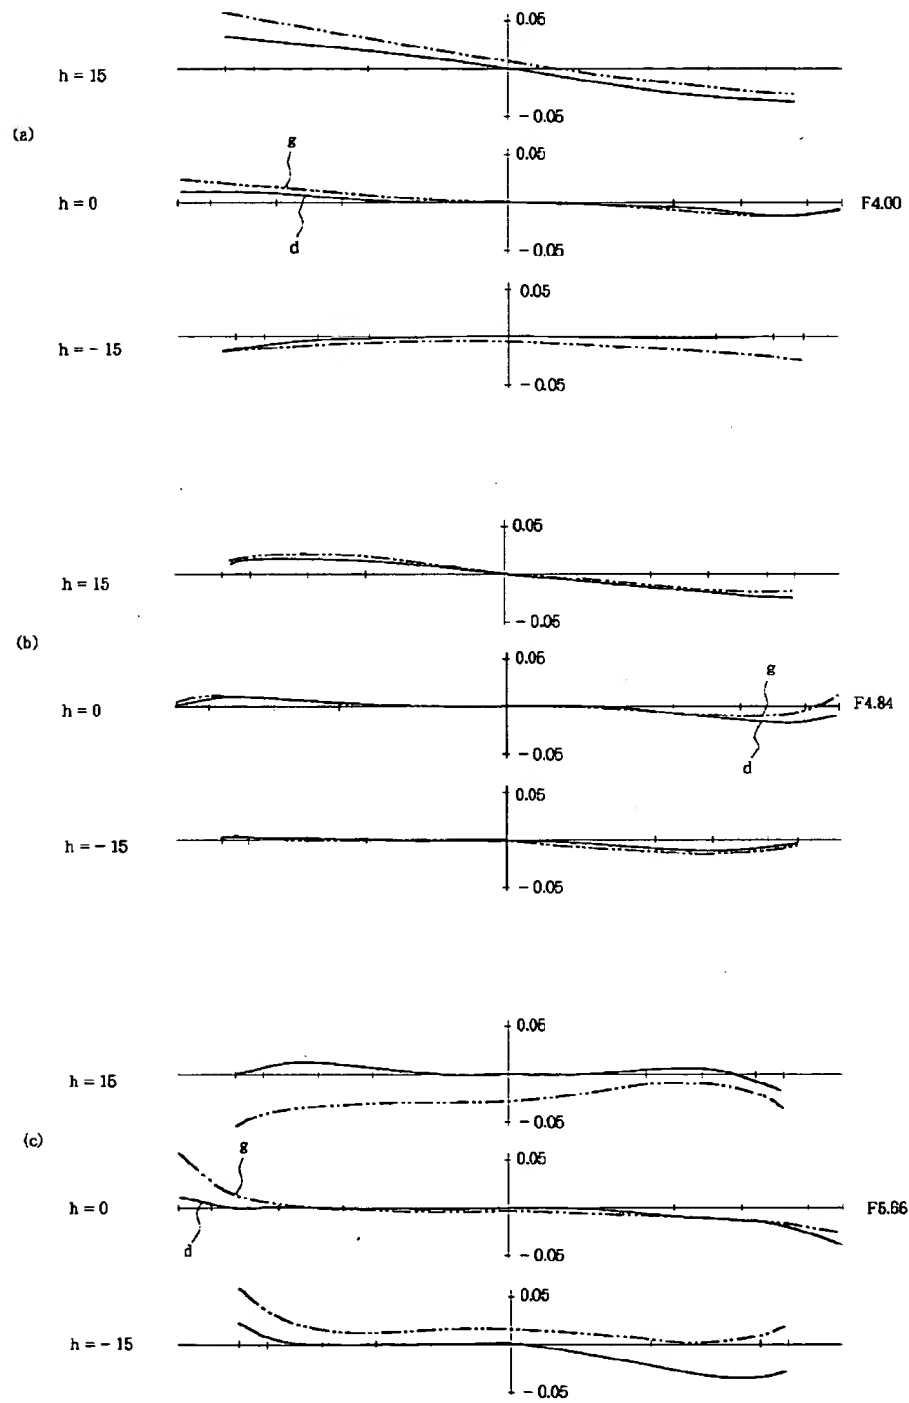 0.05
h = 15
- 0.05
(a)
0.05
g
h = 0
F4.00
d
- 0.05
0.05
h = - 15
- 0.05
0.05
h = 15
- 0.05
(b)
0.05
g
h = 0
F4.84
d
- 0.05
0.05
h = - 15
- 0.05
0.05
h = 15
- 0.05
(c)
g
0.05
h = 0
F5.66
d
- 0.05
0.05
h = - 15
- 0.05